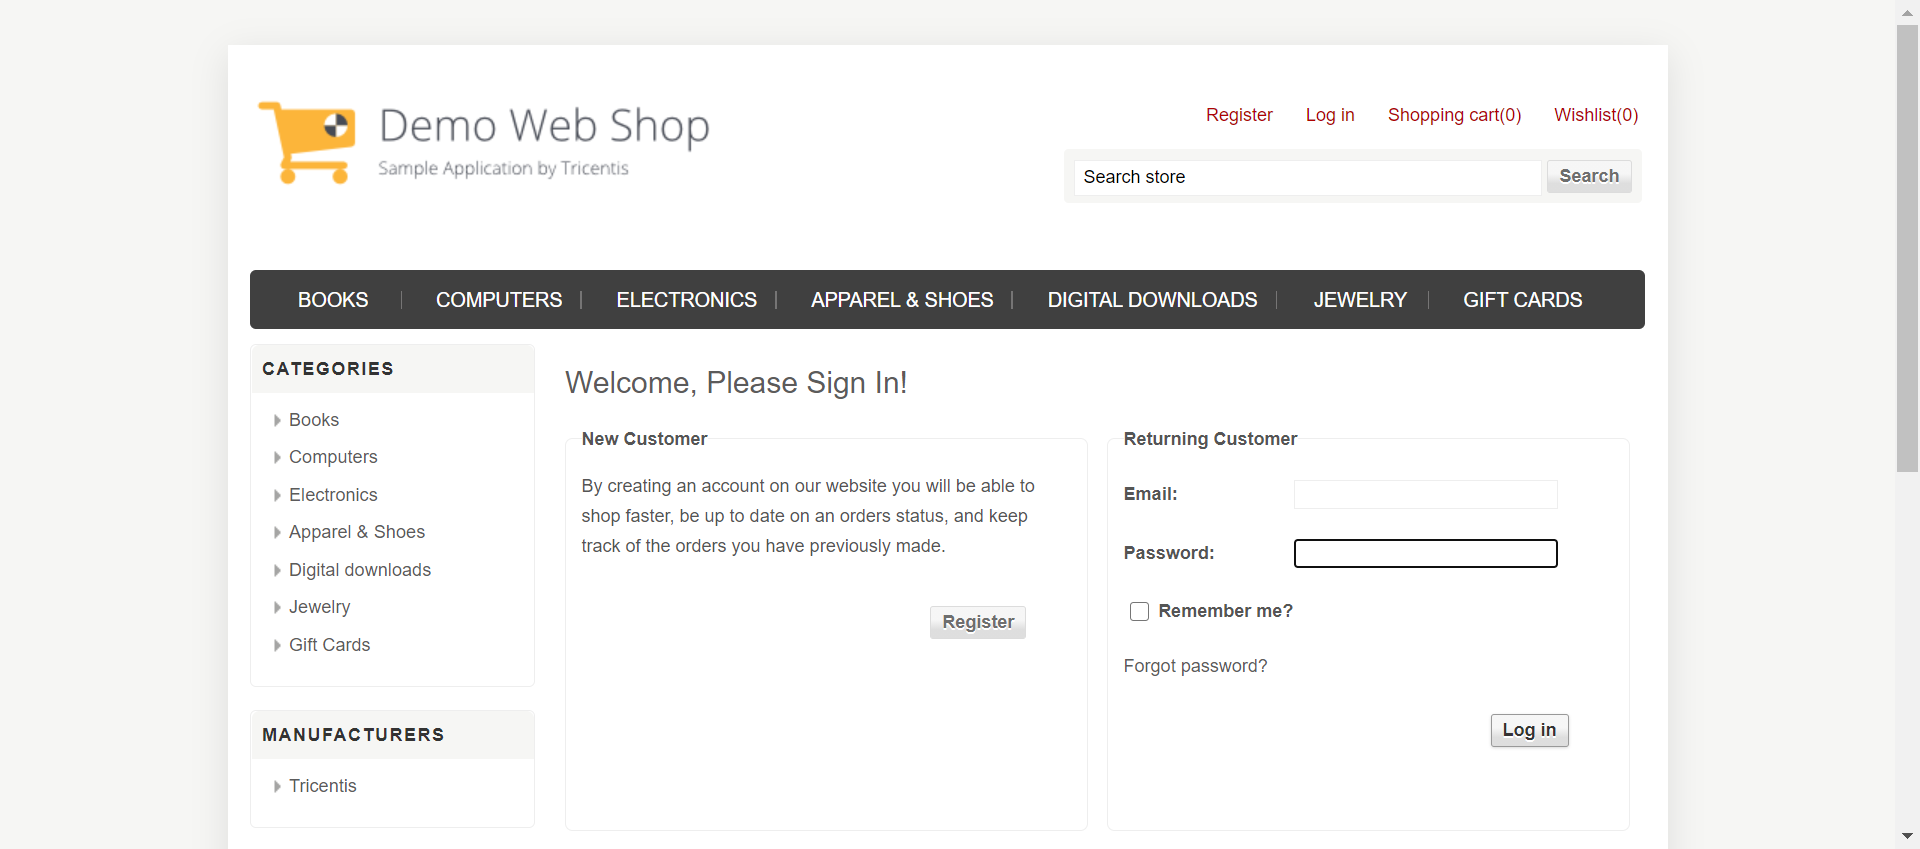 Demo Web Shop
Sample Application by Tricentis
Register Log in Shopping cart(0) Wishlist(0)
Search store Search
BOOKS COMPUTERS ELECTRONICS APPAREL & SHOES DIGITAL DOWNLOADS JEWELRY GIFT CARDS
CATEGORIES
Books
Computers
Electronics
Apparel & Shoes
Digital downloads
Jewelry
Gift Cards
MANUFACTURERS
Tricentis
Welcome, Please Sign In!
New Customer
By creating an account on our website you will be able to
shop faster, be up to date on an orders status, and keep
track of the orders you have previously made.
Register
Returning Customer
Email:
Password:
Remember me?
Forgot password?
Log in